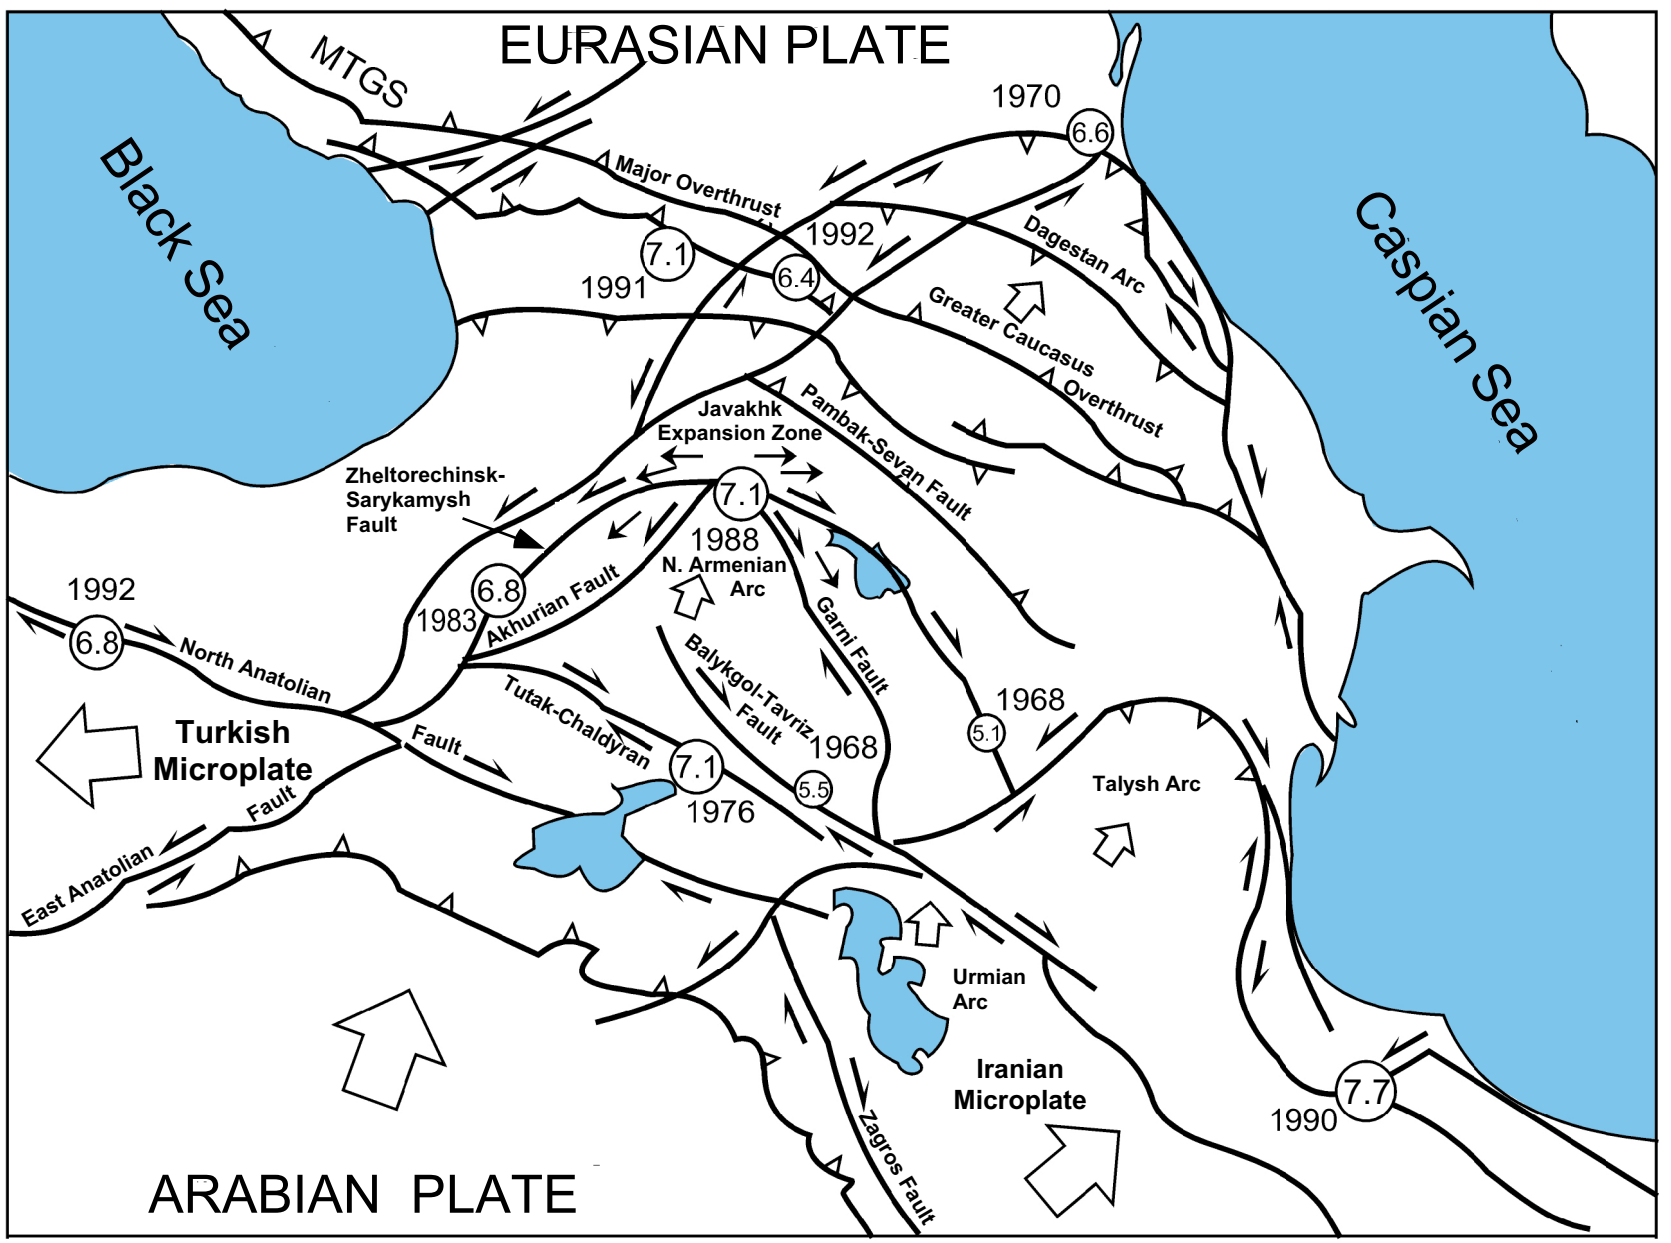 EURASIAN PLATE
MTGS
1970
6.6
Black Sea
Major Overthrust
Caspian Sea
1992
Dagestan Arc
7.1
6.4
1991
Greater Caucasus
Overthrust
Javakhk
Expansion Zone
Pambak-Sevan Fault
Zheltorechinsk-
Sarykamysh
Fault
7.1
1988
N. Armenian
Arc
1992
6.8
6.8
1983
Akhurian Fault
Garni Fault
North Anatolian
Fault
Balykgol-Tavriz
Fault
Tutak-Chaldyran
1968
5.1
Turkish
Microplate
1968
7.1
5.5
1976
Talysh Arc
East Anatolian
Fault
Urmian
Arc
Iranian
Microplate
7.7
1990
Zagros Fault
ARABIAN PLATE